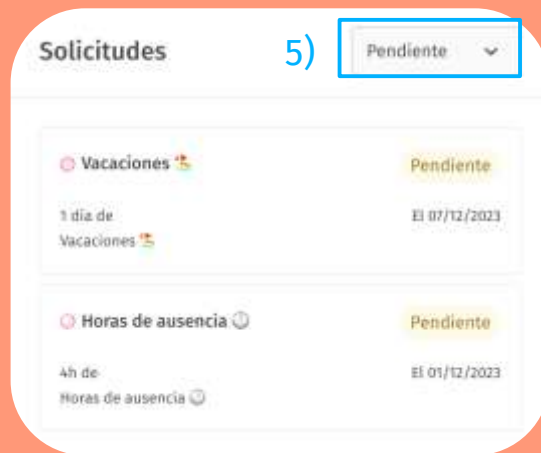 Solicitudes
5)
Pendiente
Vacaciones
Pendiente
1 día de
El 07/12/2023
Vacaciones
Horas de ausencia
Pendiente
4h de
El 01/12/2023
Horas de ausencia